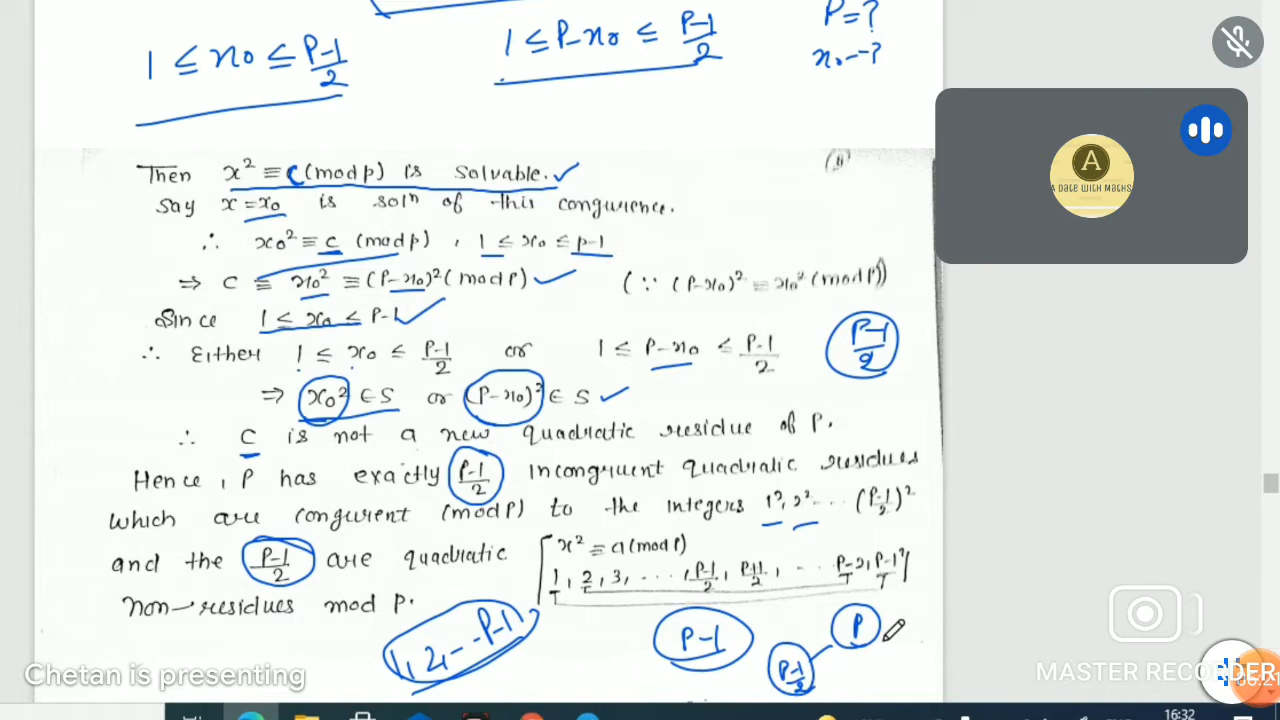 1 ≤ x₀ ≤ P-1/2
1 ≤ P-x₀ ≤ P-1/2
P=?
x₀-?
Then x² ≡ C (mod p) is solvable.
Say x = x₀ is solⁿ of this conguience.
∴ x₀² ≡ c (mod p), 1 ≤ x₀ ≤ p-1
⇒ C ≡ x₀² ≡ (P-x₀)² (mod P) (∵ (P-x₀)² ≡ x₀² (mod P))
Since 1 ≤ x₀ ≤ P-1
∴ Either 1 ≤ x₀ ≤ P-1/2 or 1 ≤ P-x₀ ≤ P-1/2
P-1/2
⇒ x₀² ∈ S or (P-x₀)² ∈ S
∴ C is not a new quadratic residue of P.
Hence, P has exactly P-1/2 incongruent quadratic residues
which are congurent (mod P) to the integers 1², 2² ... (P-1/2)²
and the P-1/2 are quadratic
non-residues mod P.
x² ≡ a (mod P)
1, 2, 3, ... , P-1/2, P+1/2, ... P-2, P-1
1, 2, -- P-1
P-1
P
P-1/2
A
A DATE WITH MATHS
Chetan is presenting
MASTER RECORDER
16:32